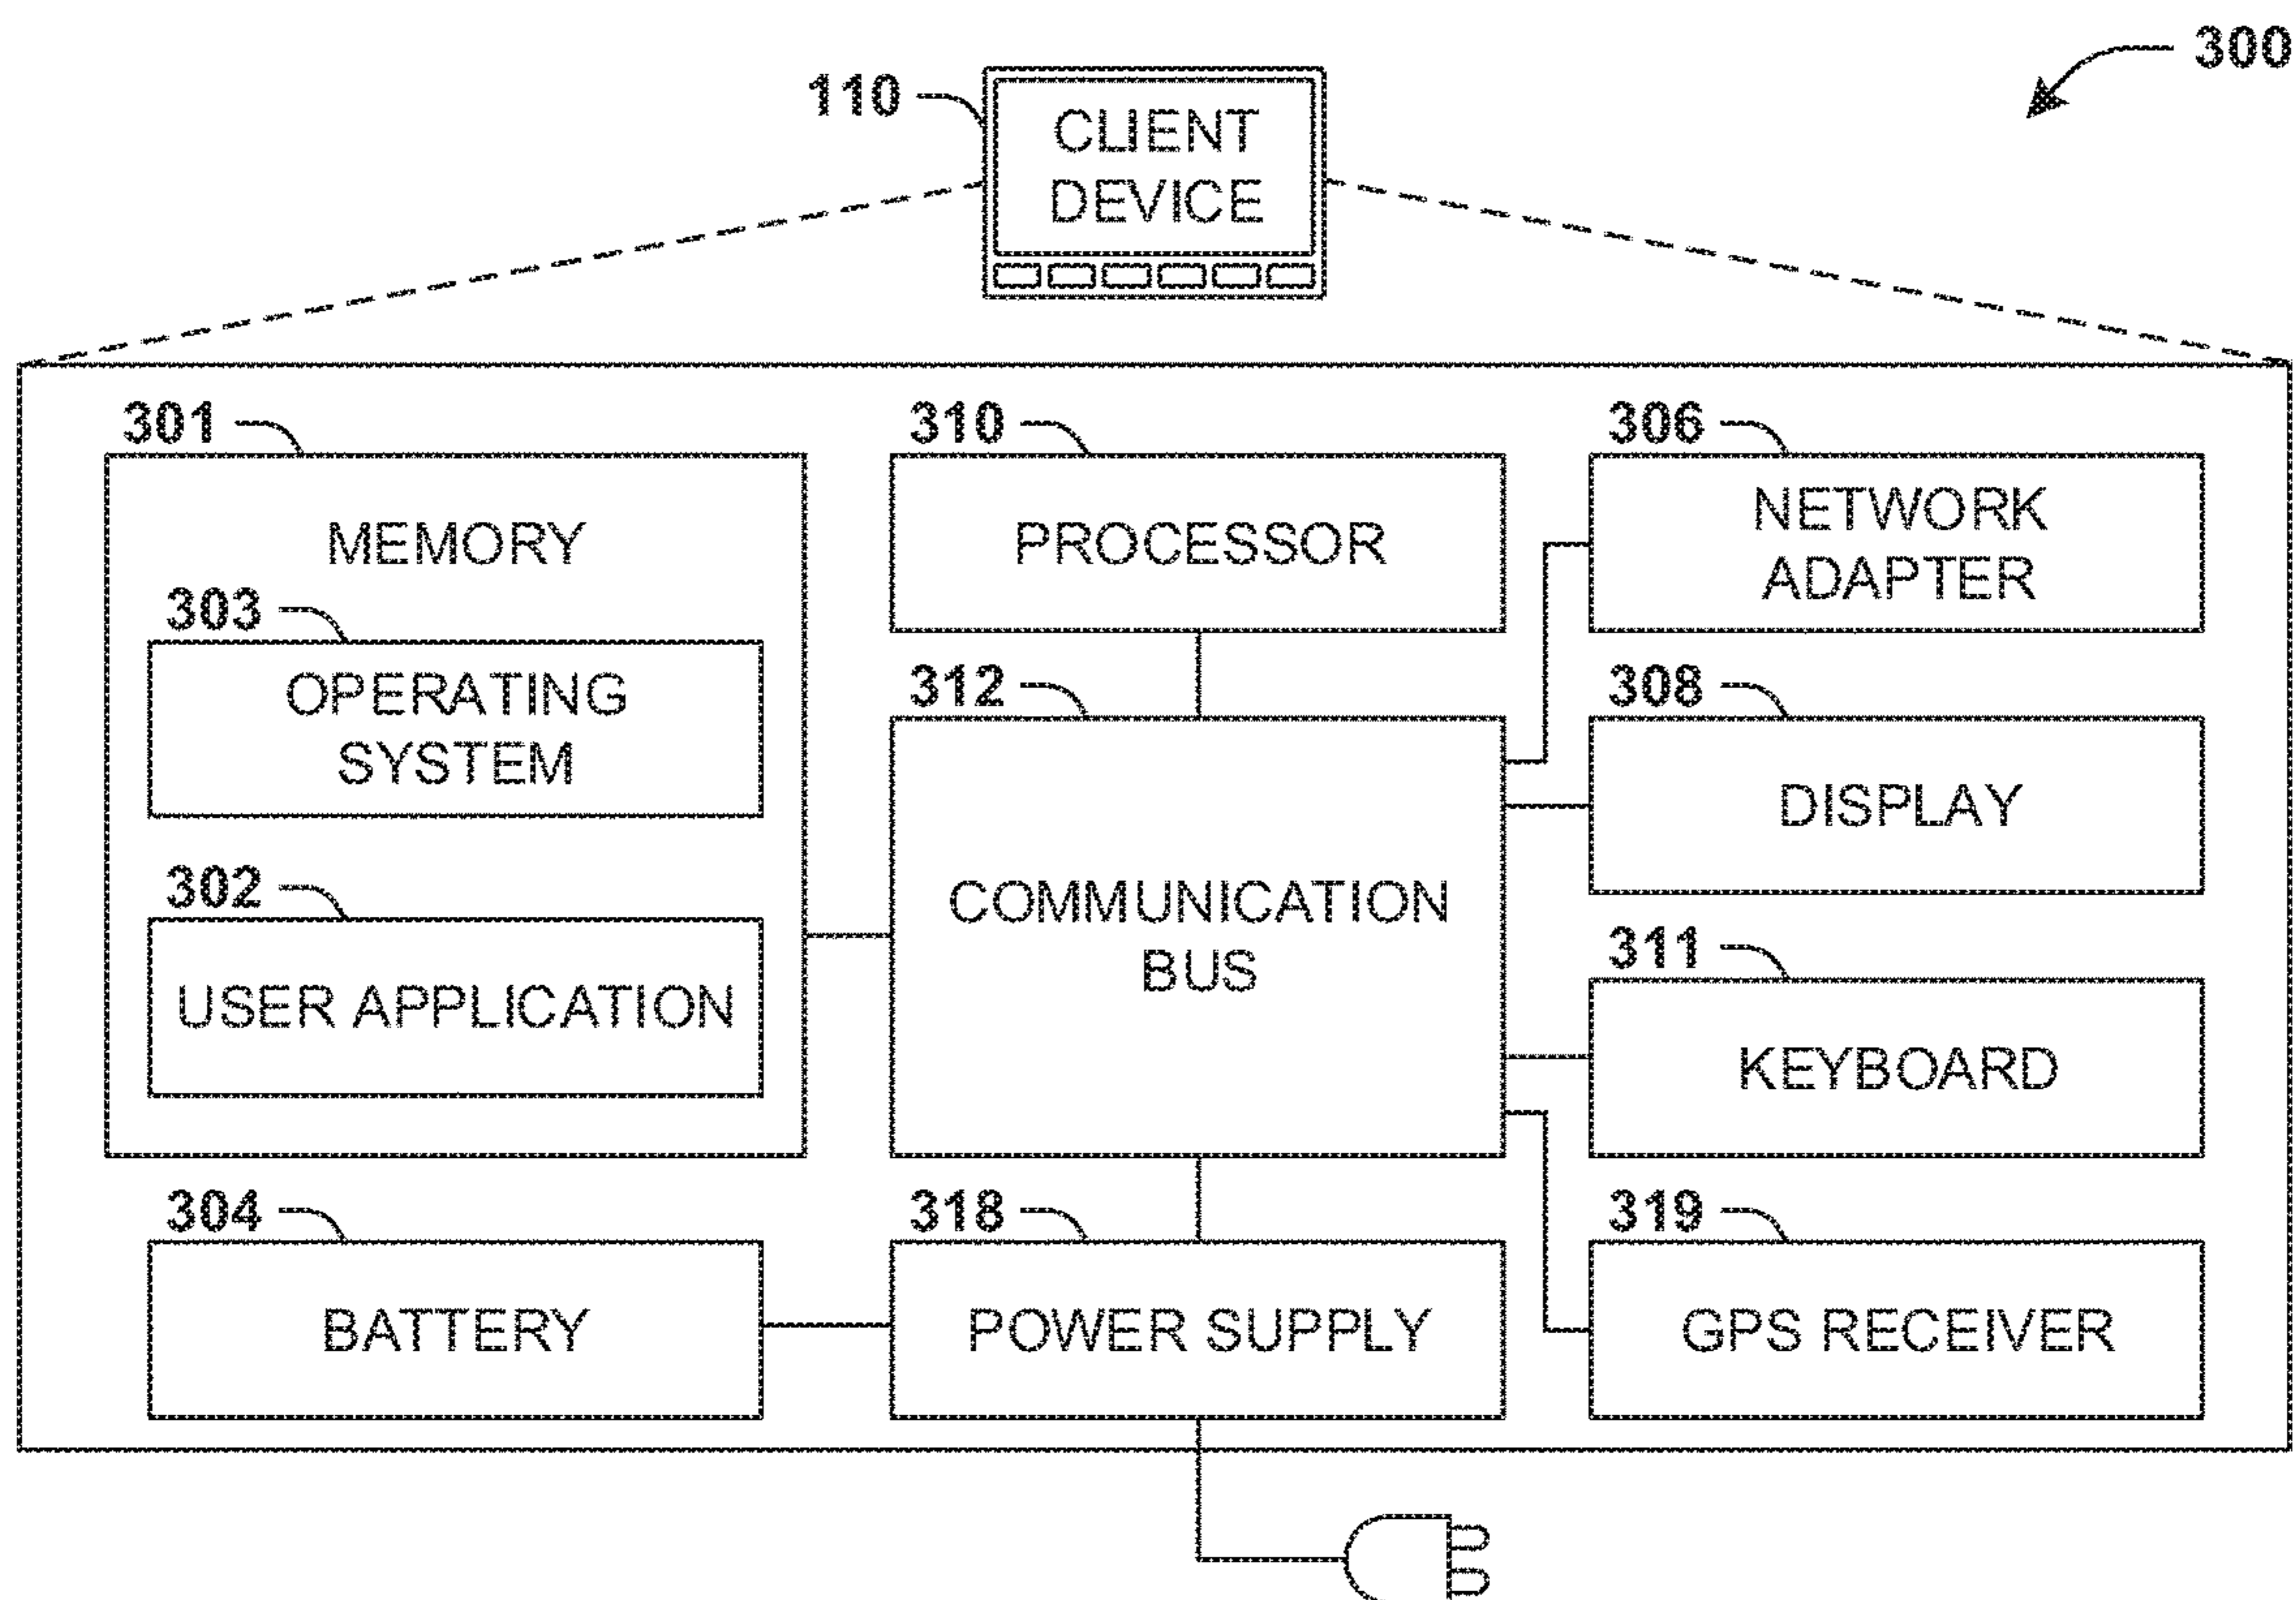 300
110
CLIENT
DEVICE
301
310
306
MEMORY
PROCESSOR
NETWORK
ADAPTER
303
OPERATING
SYSTEM
312
308
COMMUNICATION
BUS
DISPLAY
302
USER APPLICATION
311
KEYBOARD
304
318
319
BATTERY
POWER SUPPLY
GPS RECEIVER